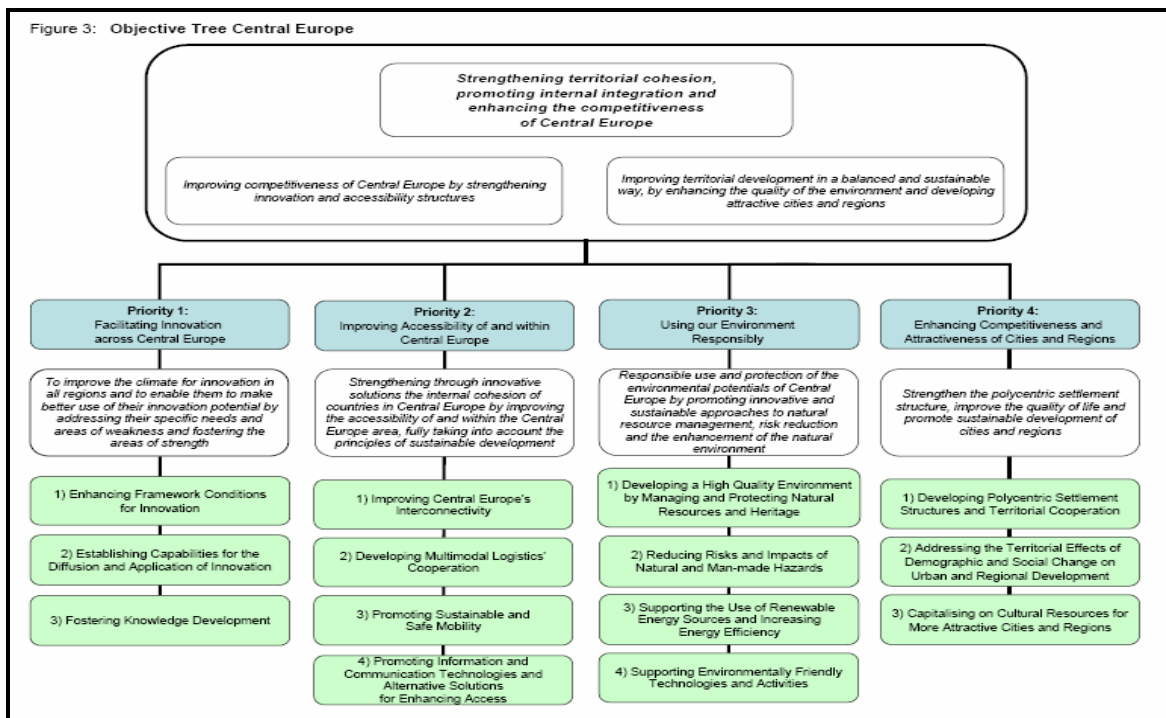 Figure 3: Objective Tree Central Europe
Strengthening territorial cohesion,
promoting internal integration and
enhancing the competitiveness
of Central Europe
Improving competitiveness of Central Europe by strengthening
innovation and accessibility structures
Improving territorial development in a balanced and sustainable
way, by enhancing the quality of the environment and developing
attractive cities and regions
Priority 1:
Facilitating Innovation
across Central Europe
To improve the climate for innovation in
all regions and to enable them to make
better use of their innovation potential by
addressing their specific needs and
areas of weakness and fostering the
areas of strength
1) Enhancing Framework Conditions
for Innovation
2) Establishing Capabilities for the
Diffusion and Application of Innovation
3) Fostering Knowledge Development
Priority 2:
Improving Accessibility of and within
Central Europe
Strengthening through innovative
solutions the internal cohesion of
countries in Central Europe by improving
the accessibility of and within the Central
Europe area, fully taking into account the
principles of sustainable development
1) Improving Central Europe's
Interconnectivity
2) Developing Multimodal Logistics'
Cooperation
3) Promoting Sustainable and
Safe Mobility
4) Promoting Information and
Communication Technologies and
Alternative Solutions
for Enhancing Access
Priority 3:
Using our Environment
Responsibly
Responsible use and protection of the
environmental potentials of Central
Europe by promoting innovative and
sustainable approaches to natural
resource management, risk reduction
and the enhancement of the natural
environment
1) Developing a High Quality Environment
by Managing and Protecting Natural
Resources and Heritage
2) Reducing Risks and Impacts of
Natural and Man-made Hazards
3) Supporting the Use of Renewable
Energy Sources and Increasing
Energy Efficiency
4) Supporting Environmentally Friendly
Technologies and Activities
Priority 4:
Enhancing Competitiveness and
Attractiveness of Cities and Regions
Strengthen the polycentric settlement
structure, improve the quality of life and
promote sustainable development of
cities and regions
1) Developing Polycentric Settlement
Structures and Territorial Cooperation
2) Addressing the Territorial Effects of
Demographic and Social Change on
Urban and Regional Development
3) Capitalising on Cultural Resources for
More Attractive Cities and Regions